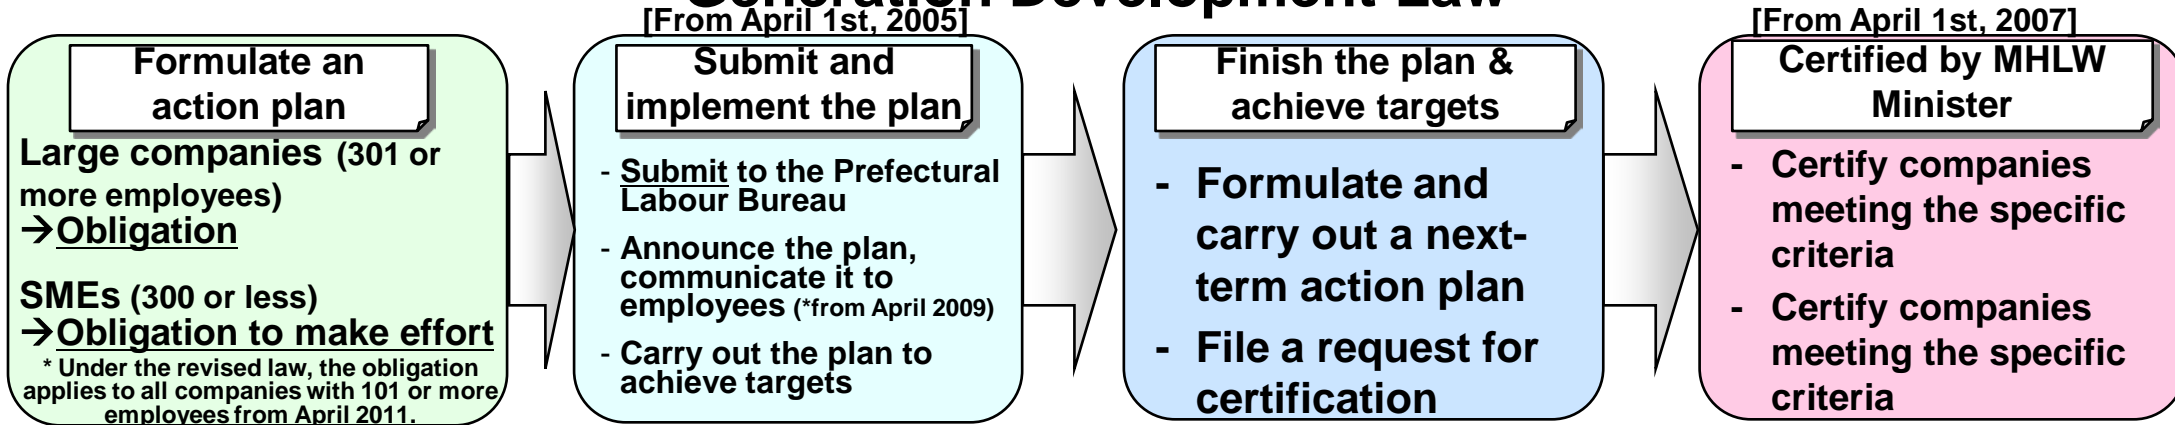 Generation Development Law
[From April 1st, 2005]
[From April 1st, 2007]
Formulate an
action plan
Large companies (301 or
more employees)
→Obligation
SMEs (300 or less)
→Obligation to make effort
* Under the revised law, the obligation
applies to all companies with 101 or more
employees from April 2011.
Submit and
implement the plan
- Submit to the Prefectural
Labour Bureau
- Announce the plan,
communicate it to
employees (*from April 2009)
- Carry out the plan to
achieve targets
Finish the plan &
achieve targets
- Formulate and
carry out a next-
term action plan
- File a request for
certification
Certified by MHLW
Minister
- Certify companies
meeting the specific
criteria
- Certify companies
meeting the specific
criteria